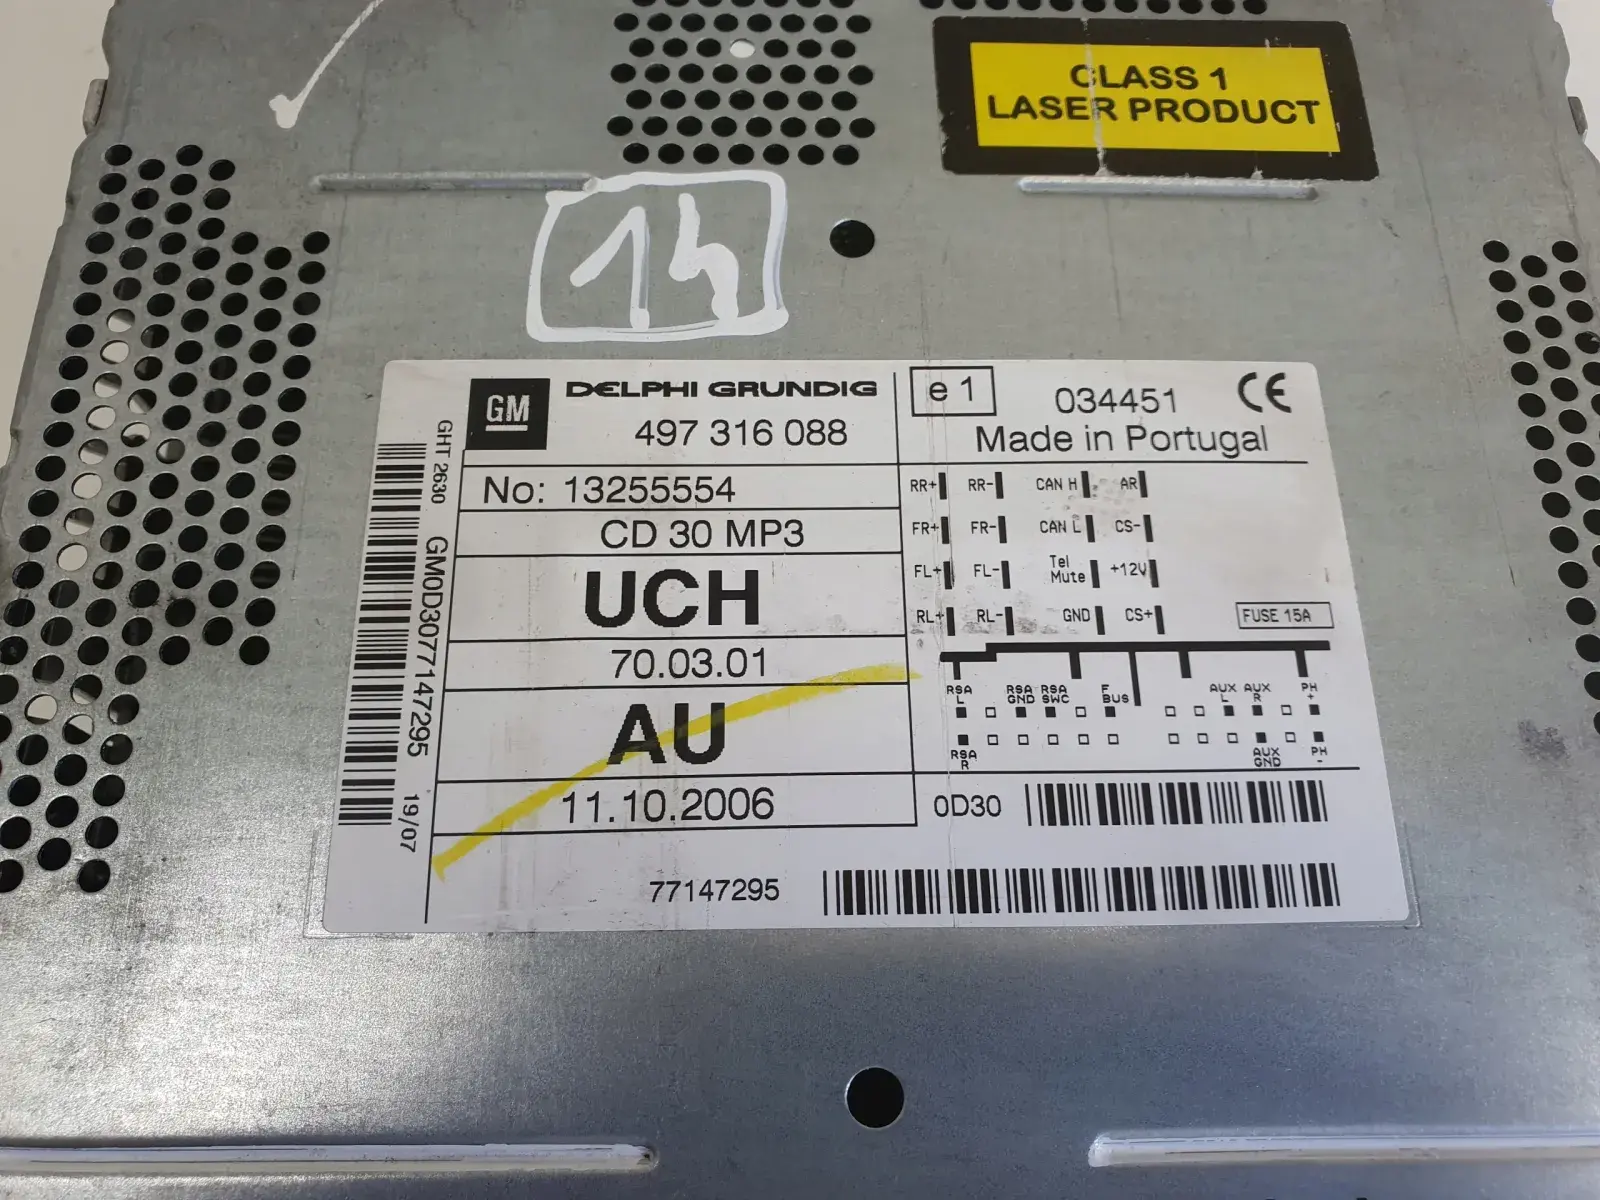 CLASS 1
LASER PRODUCT
14
GM
DELPHI GRUNDIG
497 316 088
No: 13255554
CD 30 MP3
UCH
70.03.01
AU
11.10.2006
77147295
GHT 2630 GM0D3077147295 19/07
e 1 034451 CE
Made in Portugal
RR+ RR- CAN H AR
FR+ FR- CAN L CS-
FL+ FL- Tel Mute +12V
RL+ RL- GND CS+
FUSE 15A
RSA L RSA GND RSA SWC F BUS AUX L AUX R PH +
RSA R AUX GND PH -
0D30